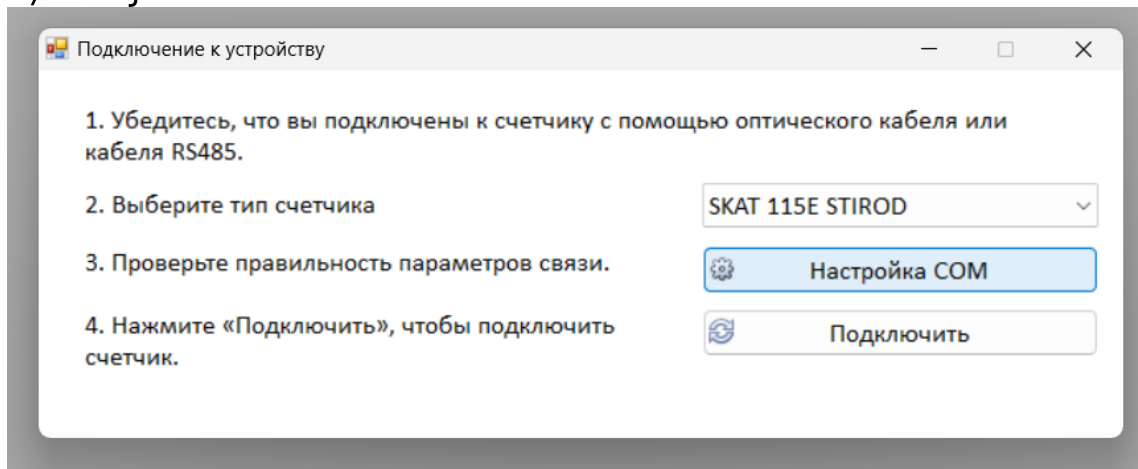 Подключение к устройству
1. Убедитесь, что вы подключены к счетчику с помощью оптического кабеля или
кабеля RS485.
2. Выберите тип счетчика
SKAT 115E STIROD
3. Проверьте правильность параметров связи.
Настройка COM
4. Нажмите «Подключить», чтобы подключить
счетчик.
Подключить